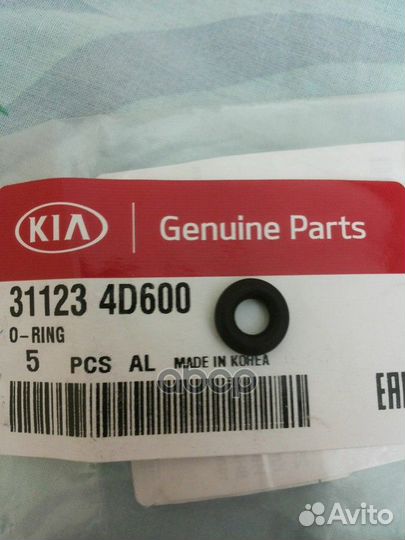 KIA
Genuine Parts
31123 4D600
O-RING
5 PCS AL MADE IN KOREA
EAC
Avito